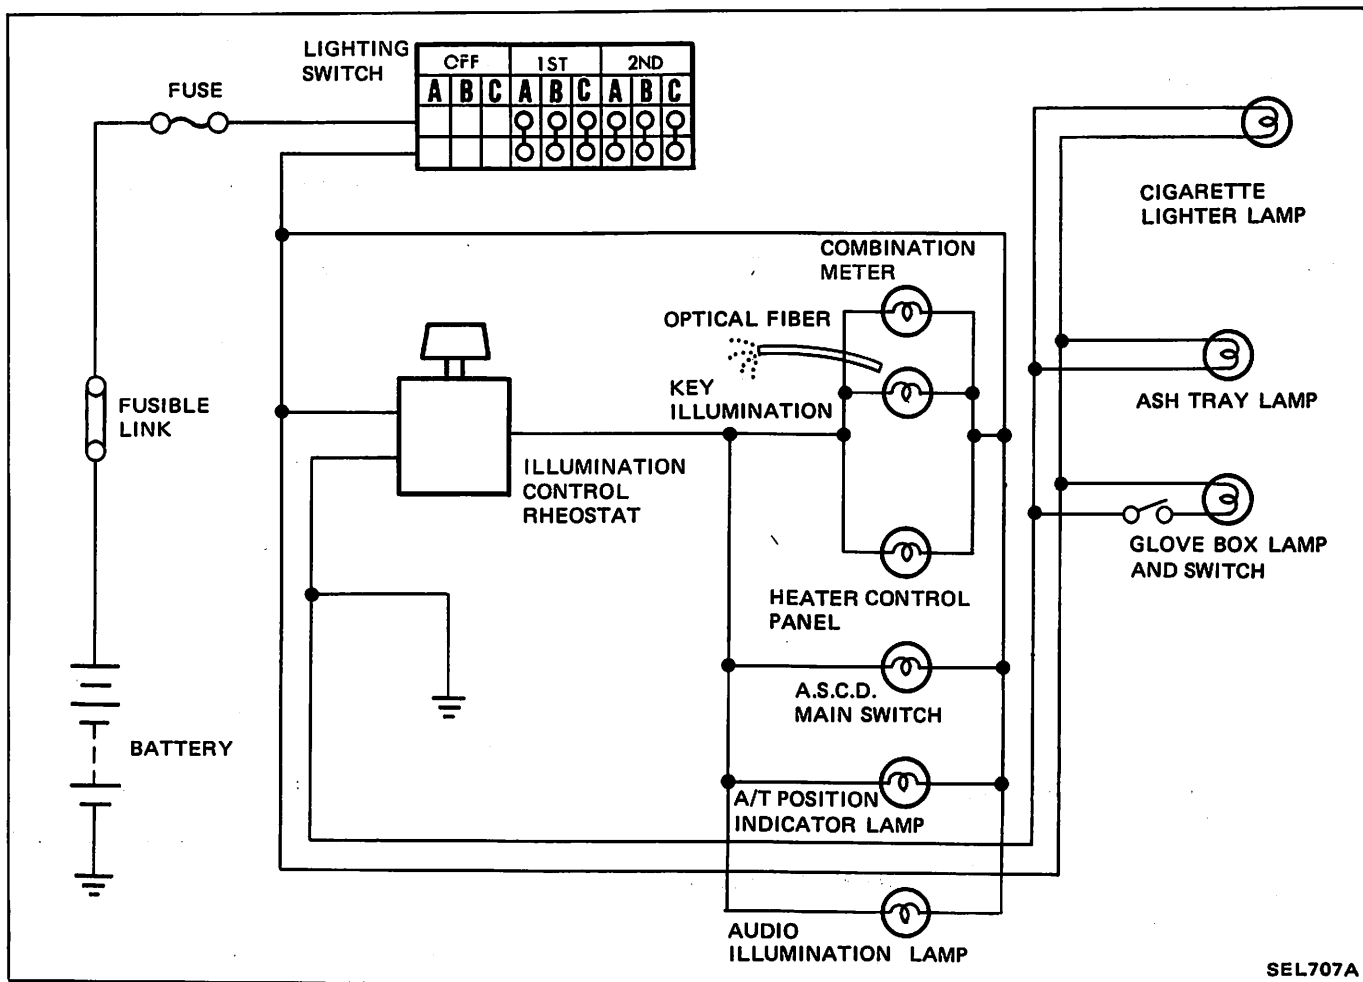 LIGHTING
SWITCH
OFF 1ST 2ND
A B C A B C A B C
FUSE
CIGARETTE
LIGHTER LAMP
COMBINATION
METER
OPTICAL FIBER
KEY
ILLUMINATION
FUSIBLE
LINK
ASH TRAY LAMP
ILLUMINATION
CONTROL
RHEOSTAT
GLOVE BOX LAMP
AND SWITCH
HEATER CONTROL
PANEL
A.S.C.D.
MAIN SWITCH
BATTERY
A/T POSITION
INDICATOR LAMP
AUDIO
ILLUMINATION LAMP
SEL707A